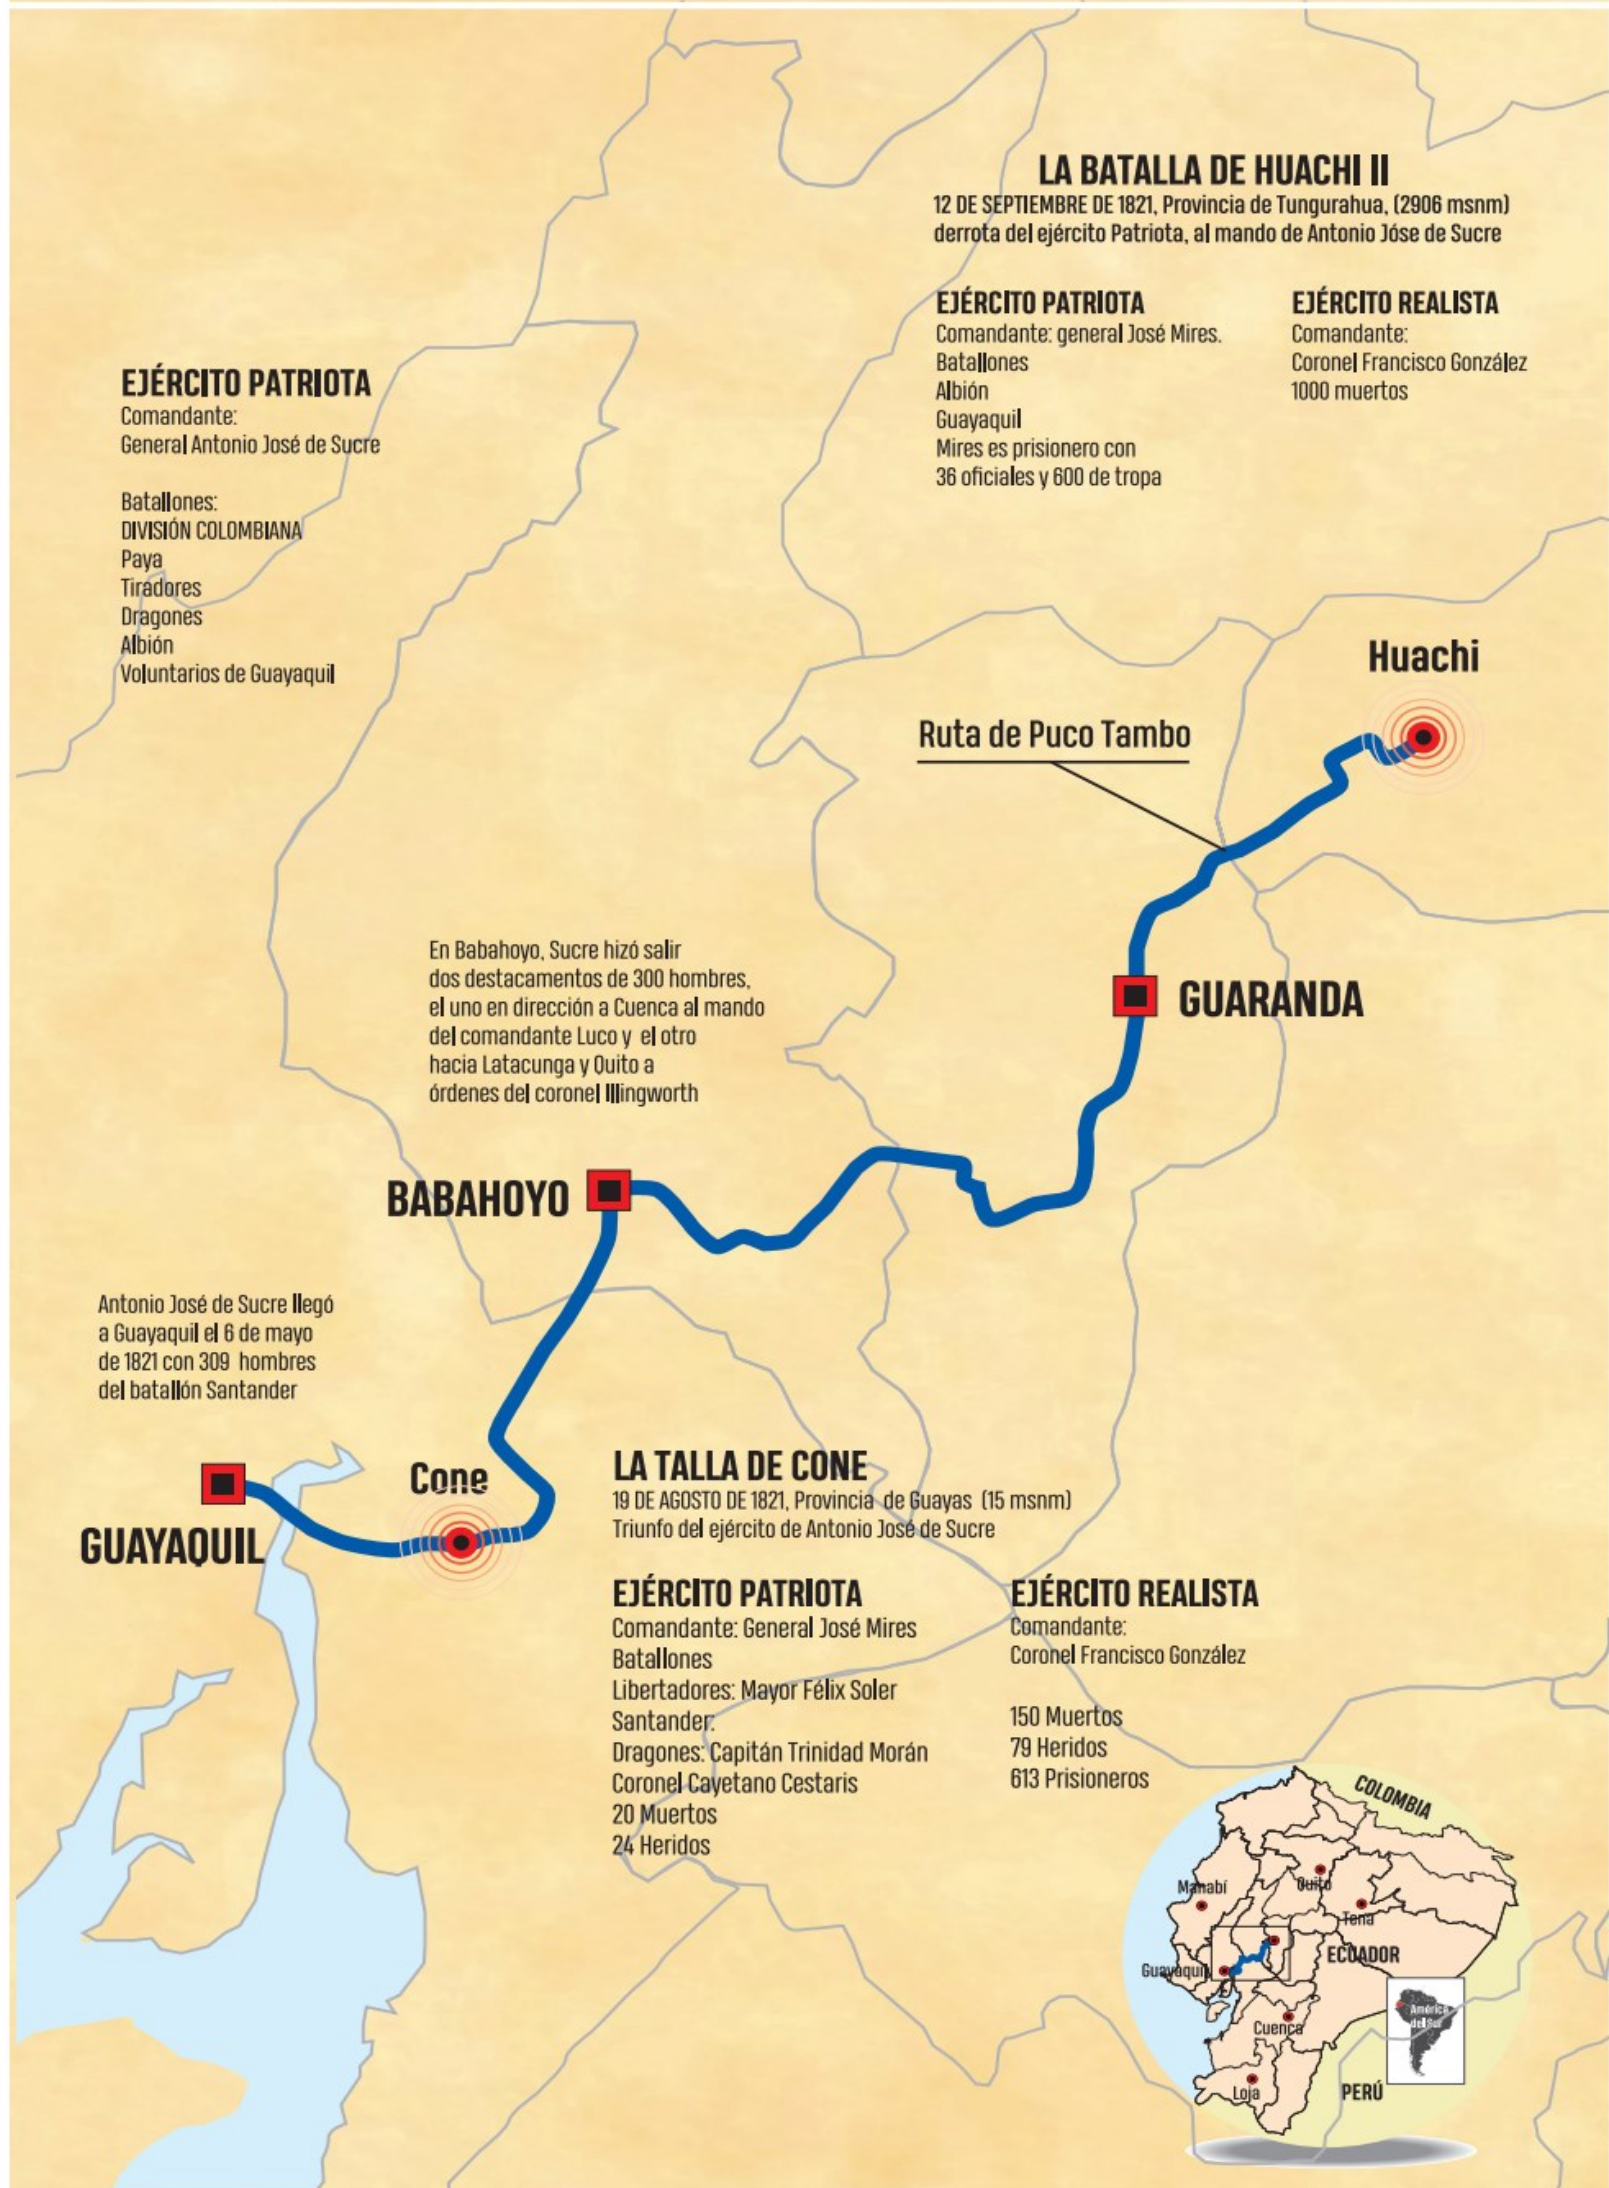 LA BATALLA DE HUACHI II
12 DE SEPTIEMBRE DE 1821, Provincia de Tungurahua, (2906 msnm)
derrota del ejército Patriota, al mando de Antonio Jóse de Sucre
EJÉRCITO PATRIOTA
Comandante: general José Mires.
Batallones
Albión
Guayaquil
Mires es prisionero con
36 oficiales y 600 de tropa
EJÉRCITO REALISTA
Comandante:
Coronel Francisco González
1000 muertos
EJÉRCITO PATRIOTA
Comandante:
General Antonio José de Sucre
Batallones:
DIVISIÓN COLOMBIANA
Paya
Tiradores
Dragones
Albión
Voluntarios de Guayaquil
Huachi
Ruta de Puco Tambo
GUARANDA
En Babahoyo, Sucre hizó salir
dos destacamentos de 300 hombres,
el uno en dirección a Cuenca al mando
del comandante Luco y el otro
hacia Latacunga y Quito a
órdenes del coronel Illingworth
BABAHOYO
Antonio José de Sucre llegó
a Guayaquil el 6 de mayo
de 1821 con 309 hombres
del batallón Santander
GUAYAQUIL
Cone
LA TALLA DE CONE
19 DE AGOSTO DE 1821, Provincia de Guayas (15 msnm)
Triunfo del ejército de Antonio José de Sucre
EJÉRCITO PATRIOTA
Comandante: General José Mires
Batallones
Libertadores: Mayor Félix Soler
Santander:
Dragones: Capitán Trinidad Morán
Coronel Cayetano Cestaris
20 Muertos
24 Heridos
EJÉRCITO REALISTA
Comandante:
Coronel Francisco González
150 Muertos
79 Heridos
613 Prisioneros
COLOMBIA
Manabí
Quito
Tena
ECUADOR
Guayaquil
América
del Sur
Cuenca
Loja
PERÚ